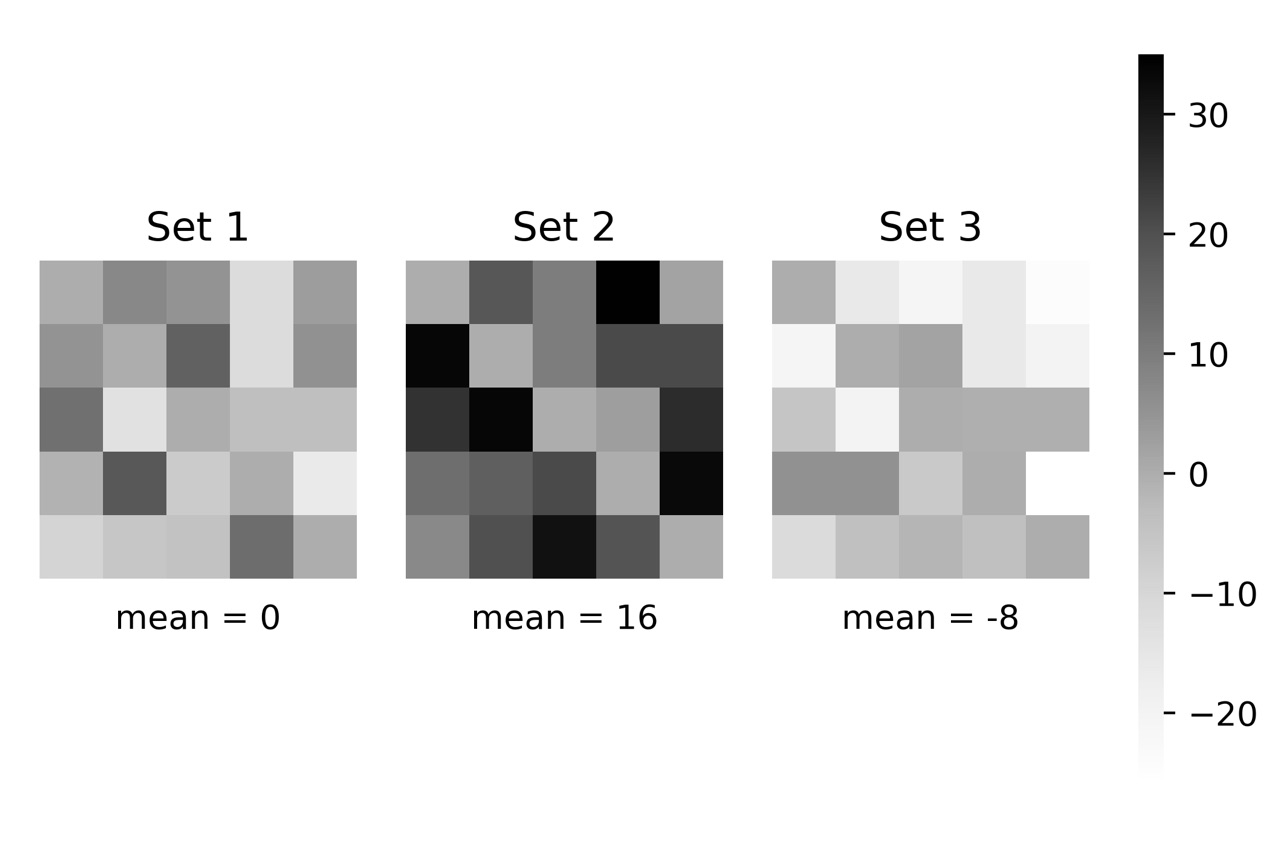 Set 1
Set 2
Set 3
mean = 0
mean = 16
mean = -8
30
20
10
0
−10
−20